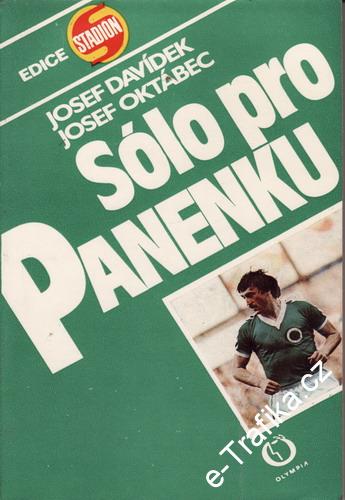 EDICE STADION
JOSEF DAVÍDEK
JOSEF OKTÁBEC
Sólo pro
PANENKU
e-Trafika.cz
OLYMPIA